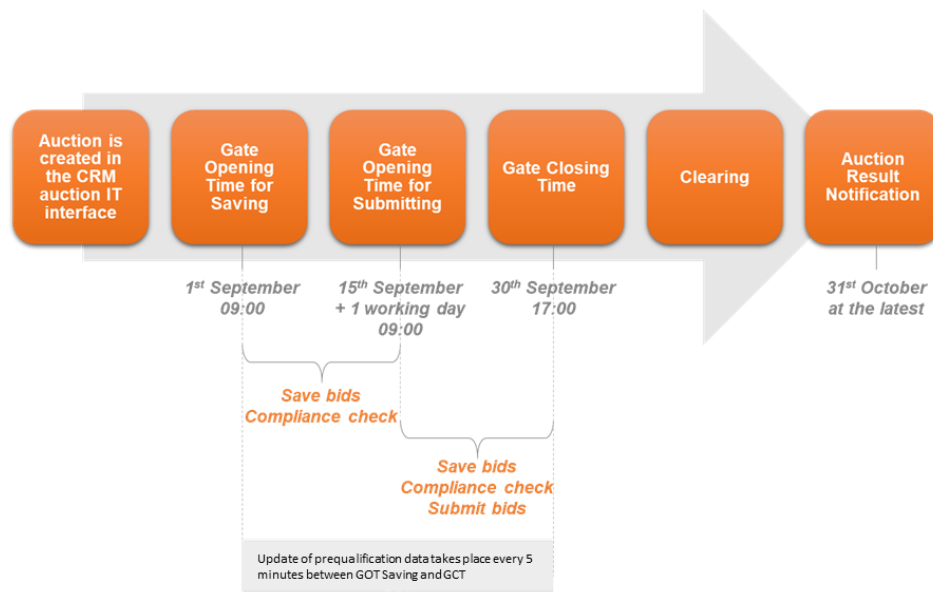 Auction is
created in
the CRM
auction IT
interface
Gate
Opening
Time for
Saving
Gate
Opening
Time for
Submitting
Gate Closing
Time
Clearing
Auction
Result
Notification
1st September
09:00
15th September
+ 1 working day
09:00
30th September
17:00
31st October
at the latest
Save bids
Compliance check
Save bids
Compliance check
Submit bids
Update of prequalification data takes place every 5
minutes between GOT Saving and GCT